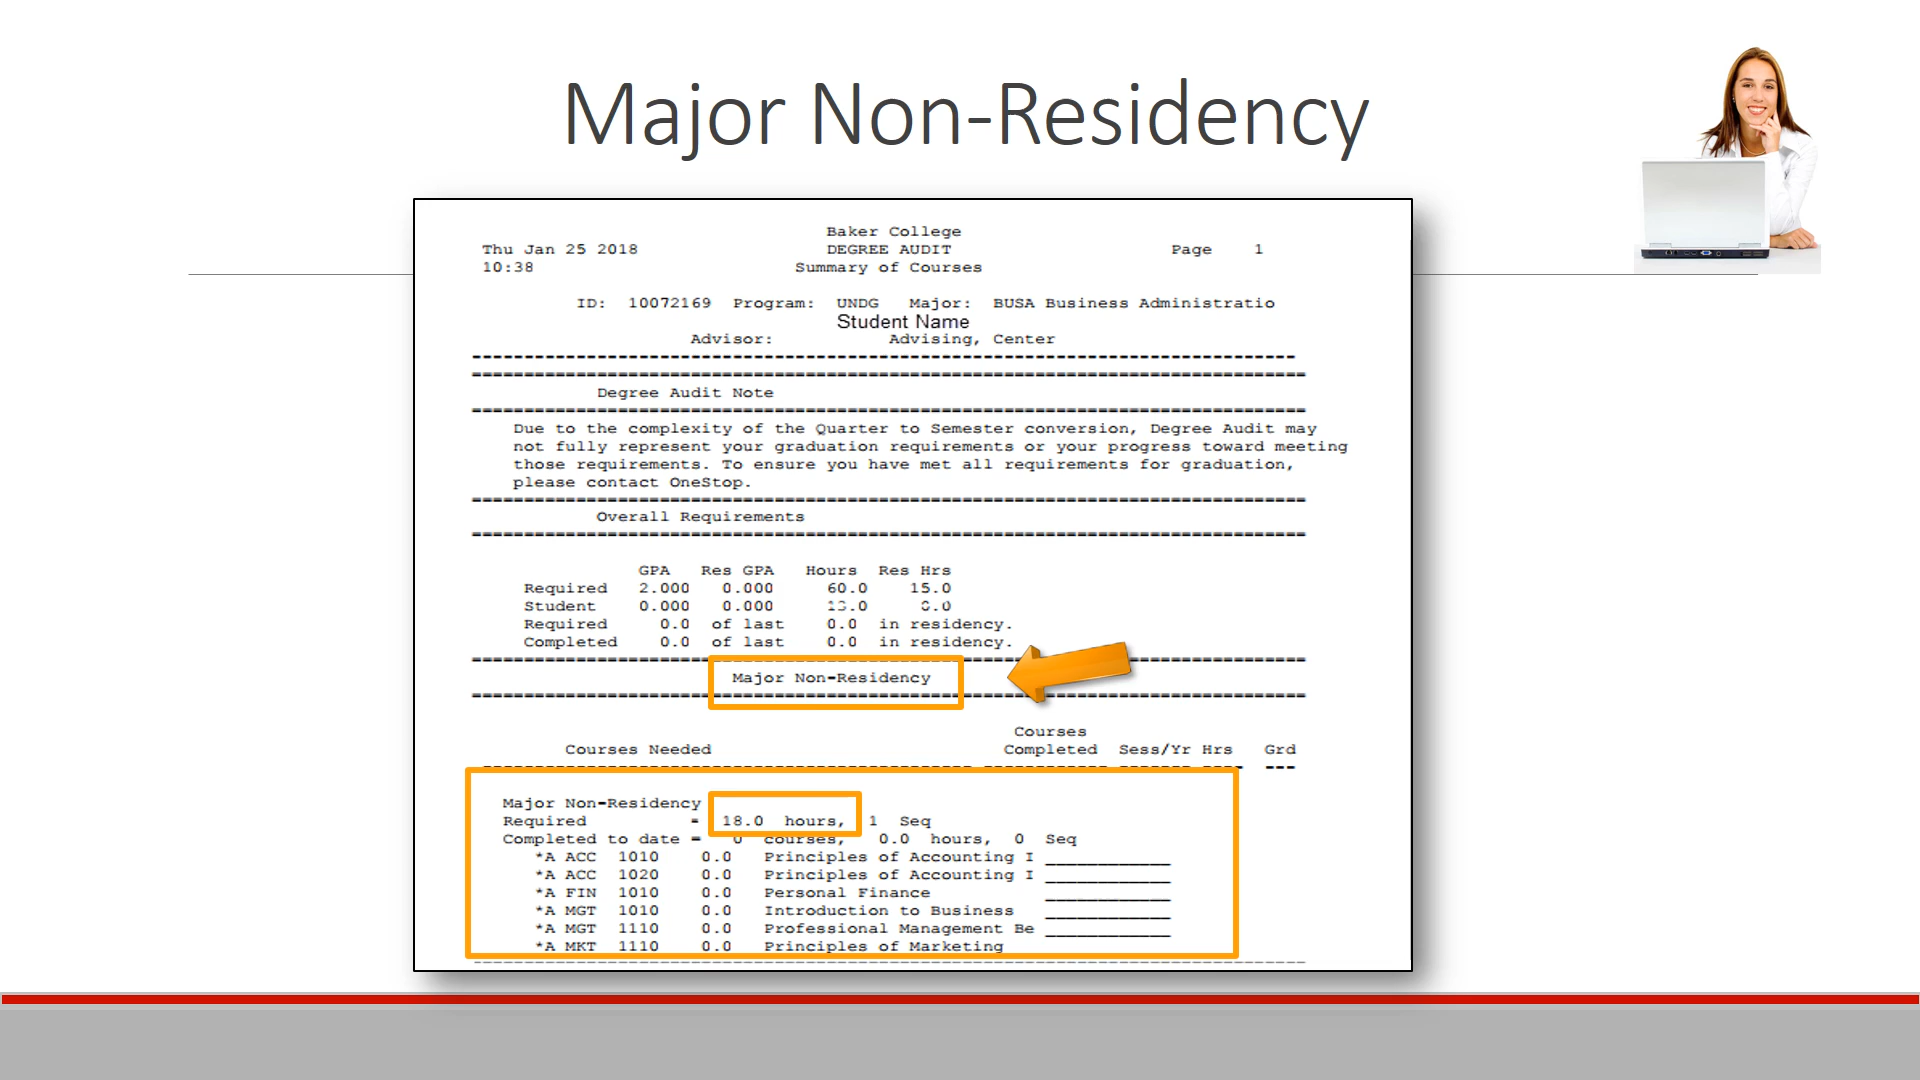 Major Non-Residency
Baker College
Thu Jan 25 2018 DEGREE AUDIT Page 1
10:38 Summary of Courses
ID: 10072169 Program: UNDG Major: BUSA Business Administratio
Student Name
Advisor: Advising, Center
Degree Audit Note
Due to the complexity of the Quarter to Semester conversion, Degree Audit may
not fully represent your graduation requirements or your progress toward meeting
those requirements. To ensure you have met all requirements for graduation,
please contact OneStop.
Overall Requirements
GPA Res GPA Hours Res Hrs
Required 2.000 0.000 60.0 15.0
Student 0.000 0.000
Required 0.0 of last 0.0 in residency.
Completed 0.0 of last 0.0 in residency.
Major Non-Residency
Courses
Courses Needed Completed Sess/Yr Hrs Grd
Major Non-Residency
Required = 18.0 hours, 1 Seq
Completed to date = 0 courses, 0.0 hours, 0 Seq
*A ACC 1010 0.0 Principles of Accounting I
*A ACC 1020 0.0 Principles of Accounting I
*A FIN 1010 0.0 Personal Finance
*A MGT 1010 0.0 Introduction to Business
*A MGT 1110 0.0 Professional Management Be
*A MKT 1110 0.0 Principles of Marketing